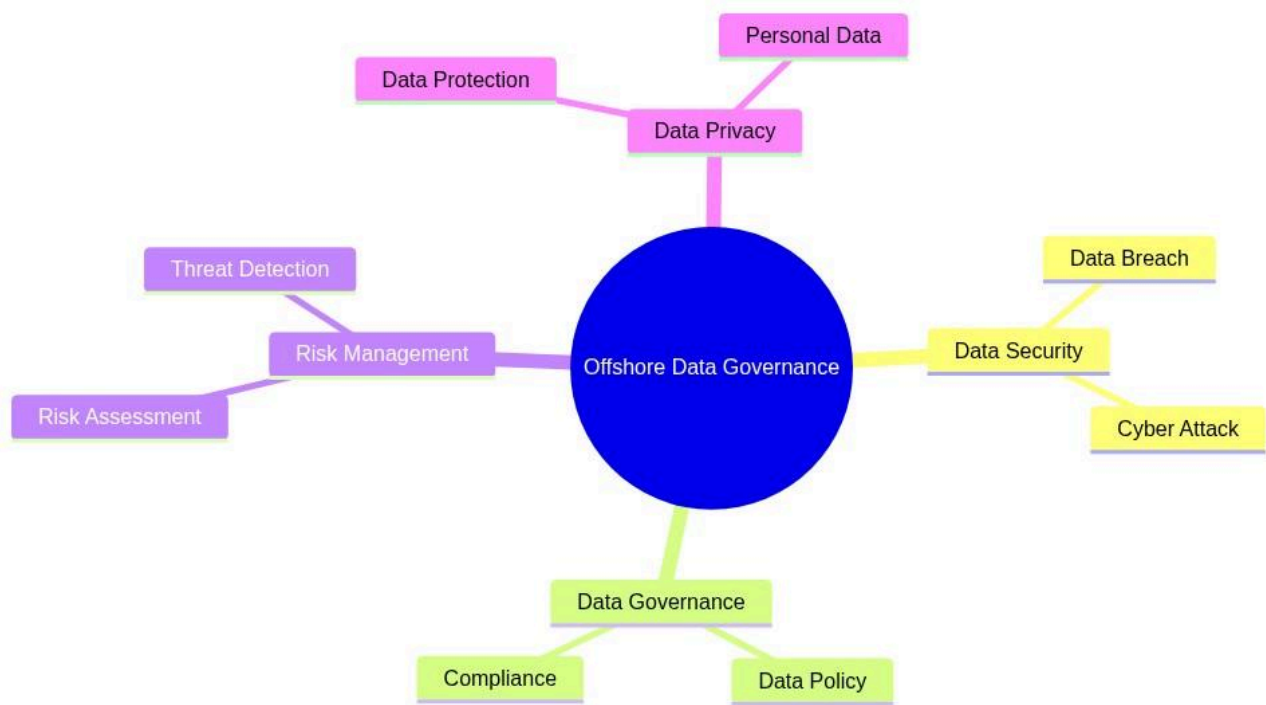 Personal Data
Data Protection
Data Privacy
Threat Detection
Data Breach
Risk Management
Offshore Data Governance
Data Security
Risk Assessment
Cyber Attack
Data Governance
Compliance
Data Policy